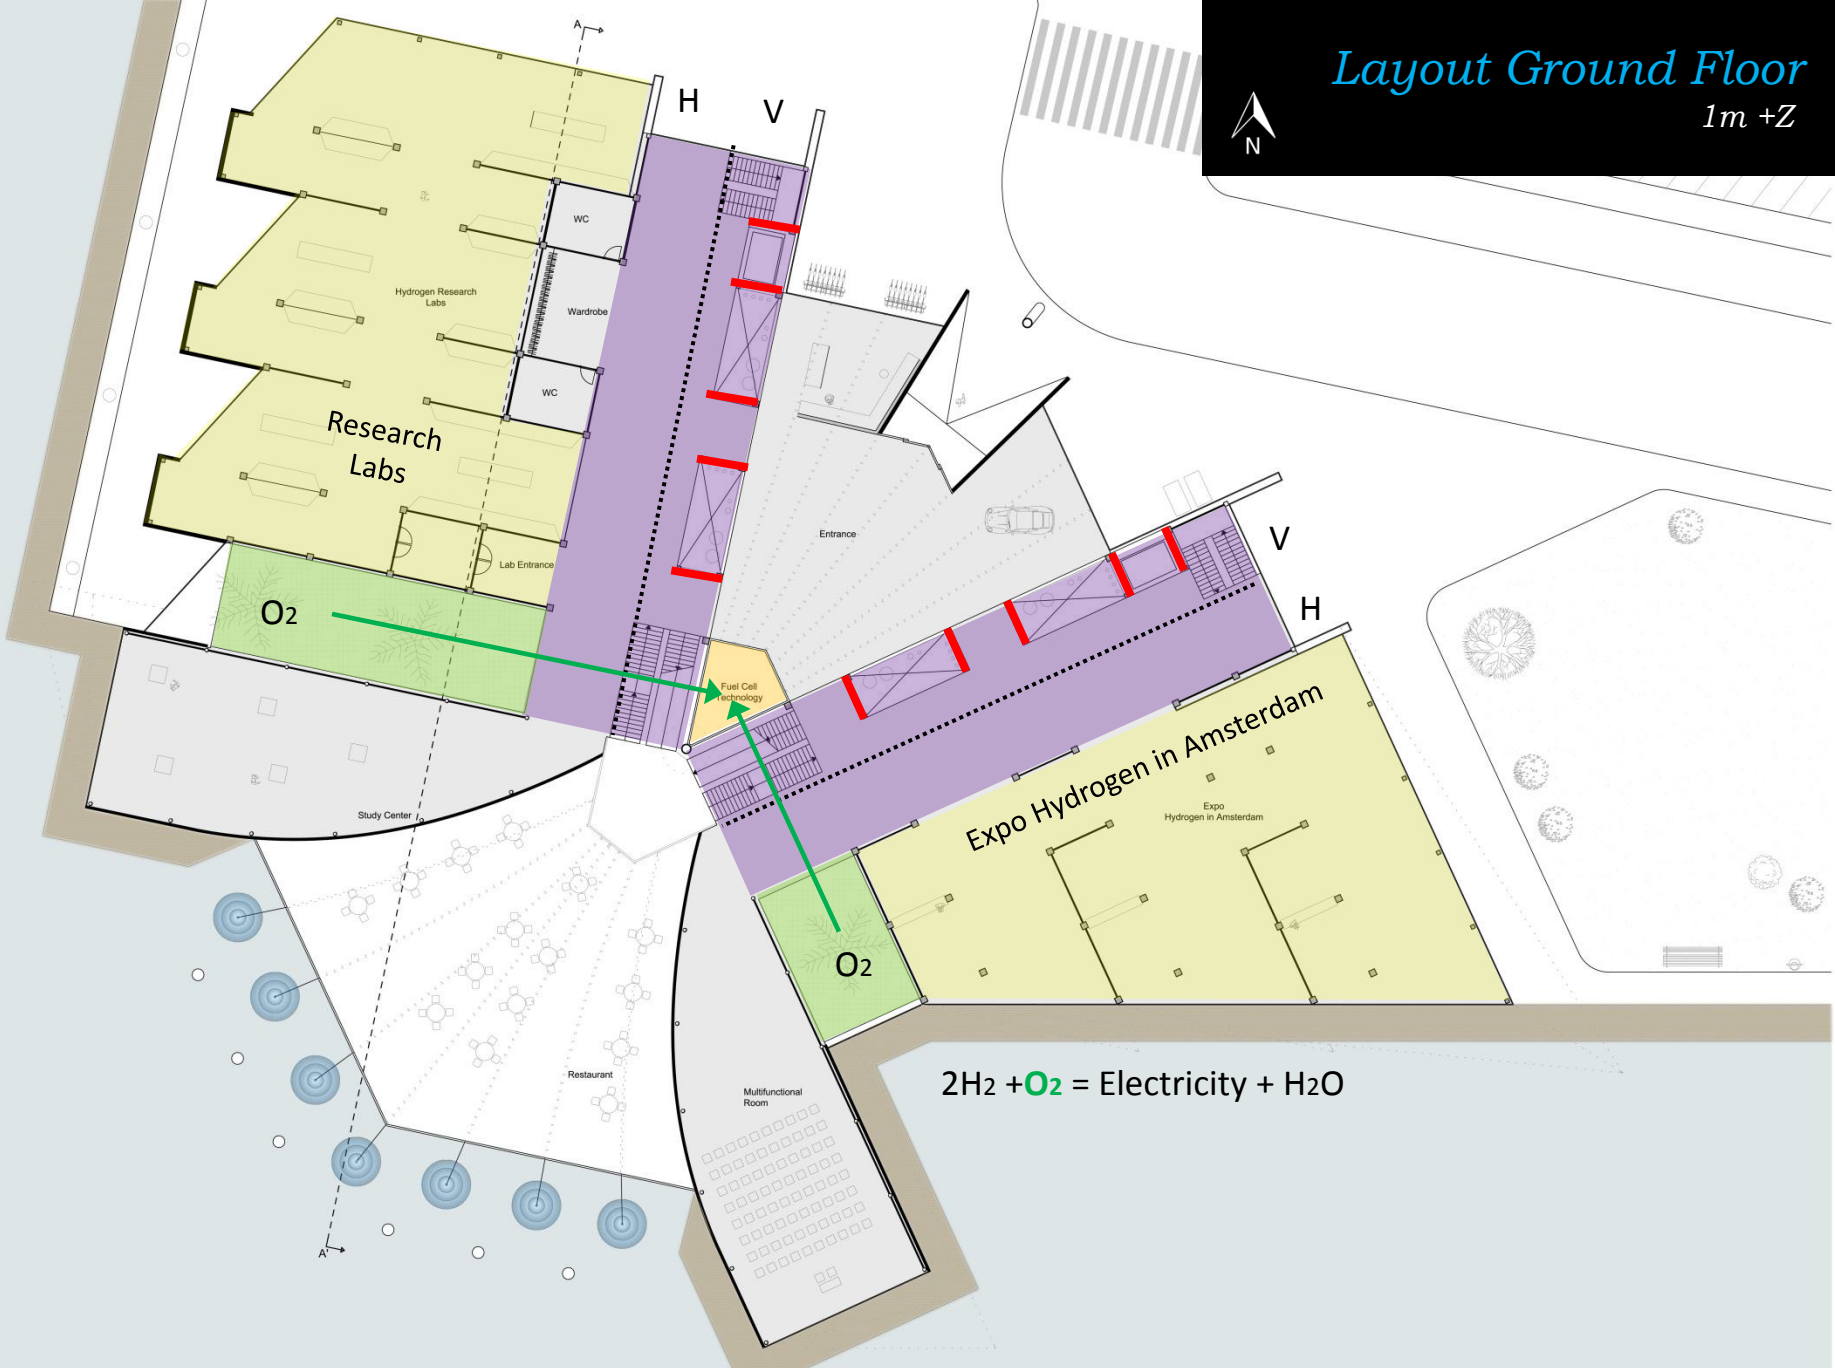 Layout Ground Floor
1m +Z
N
A
H
V
WC
Hydrogen Research
Labs
Wardrobe
WC
Research
Labs
Entrance
Lab Entrance
V
H
O2
Fuel Cell
Technology
Expo Hydrogen in Amsterdam
Expo
Hydrogen in Amsterdam
Study Center
O2
Restaurant
Multifunctional
Room
2H2 +O2 = Electricity + H2O
A'